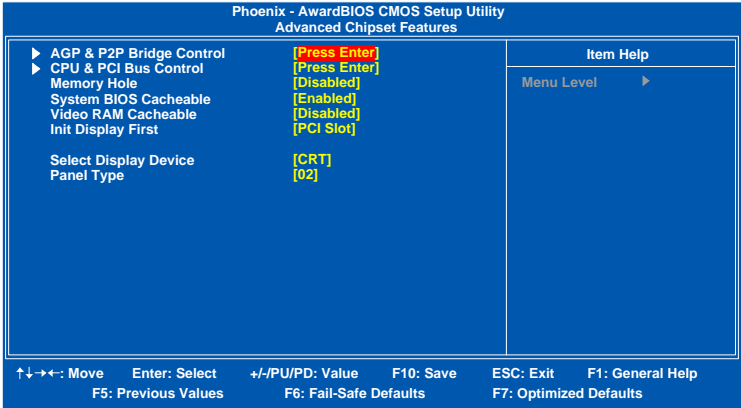 Phoenix - AwardBIOS CMOS Setup Utility
Advanced Chipset Features
AGP & P2P Bridge Control [Press Enter]
CPU & PCI Bus Control [Press Enter]
Memory Hole [Disabled]
System BIOS Cacheable [Enabled]
Video RAM Cacheable [Disabled]
Init Display First [PCI Slot]
Select Display Device [CRT]
Panel Type [02]
Item Help
Menu Level
↑↓→←: Move Enter: Select +/-/PU/PD: Value F10: Save ESC: Exit F1: General Help
F5: Previous Values F6: Fail-Safe Defaults F7: Optimized Defaults